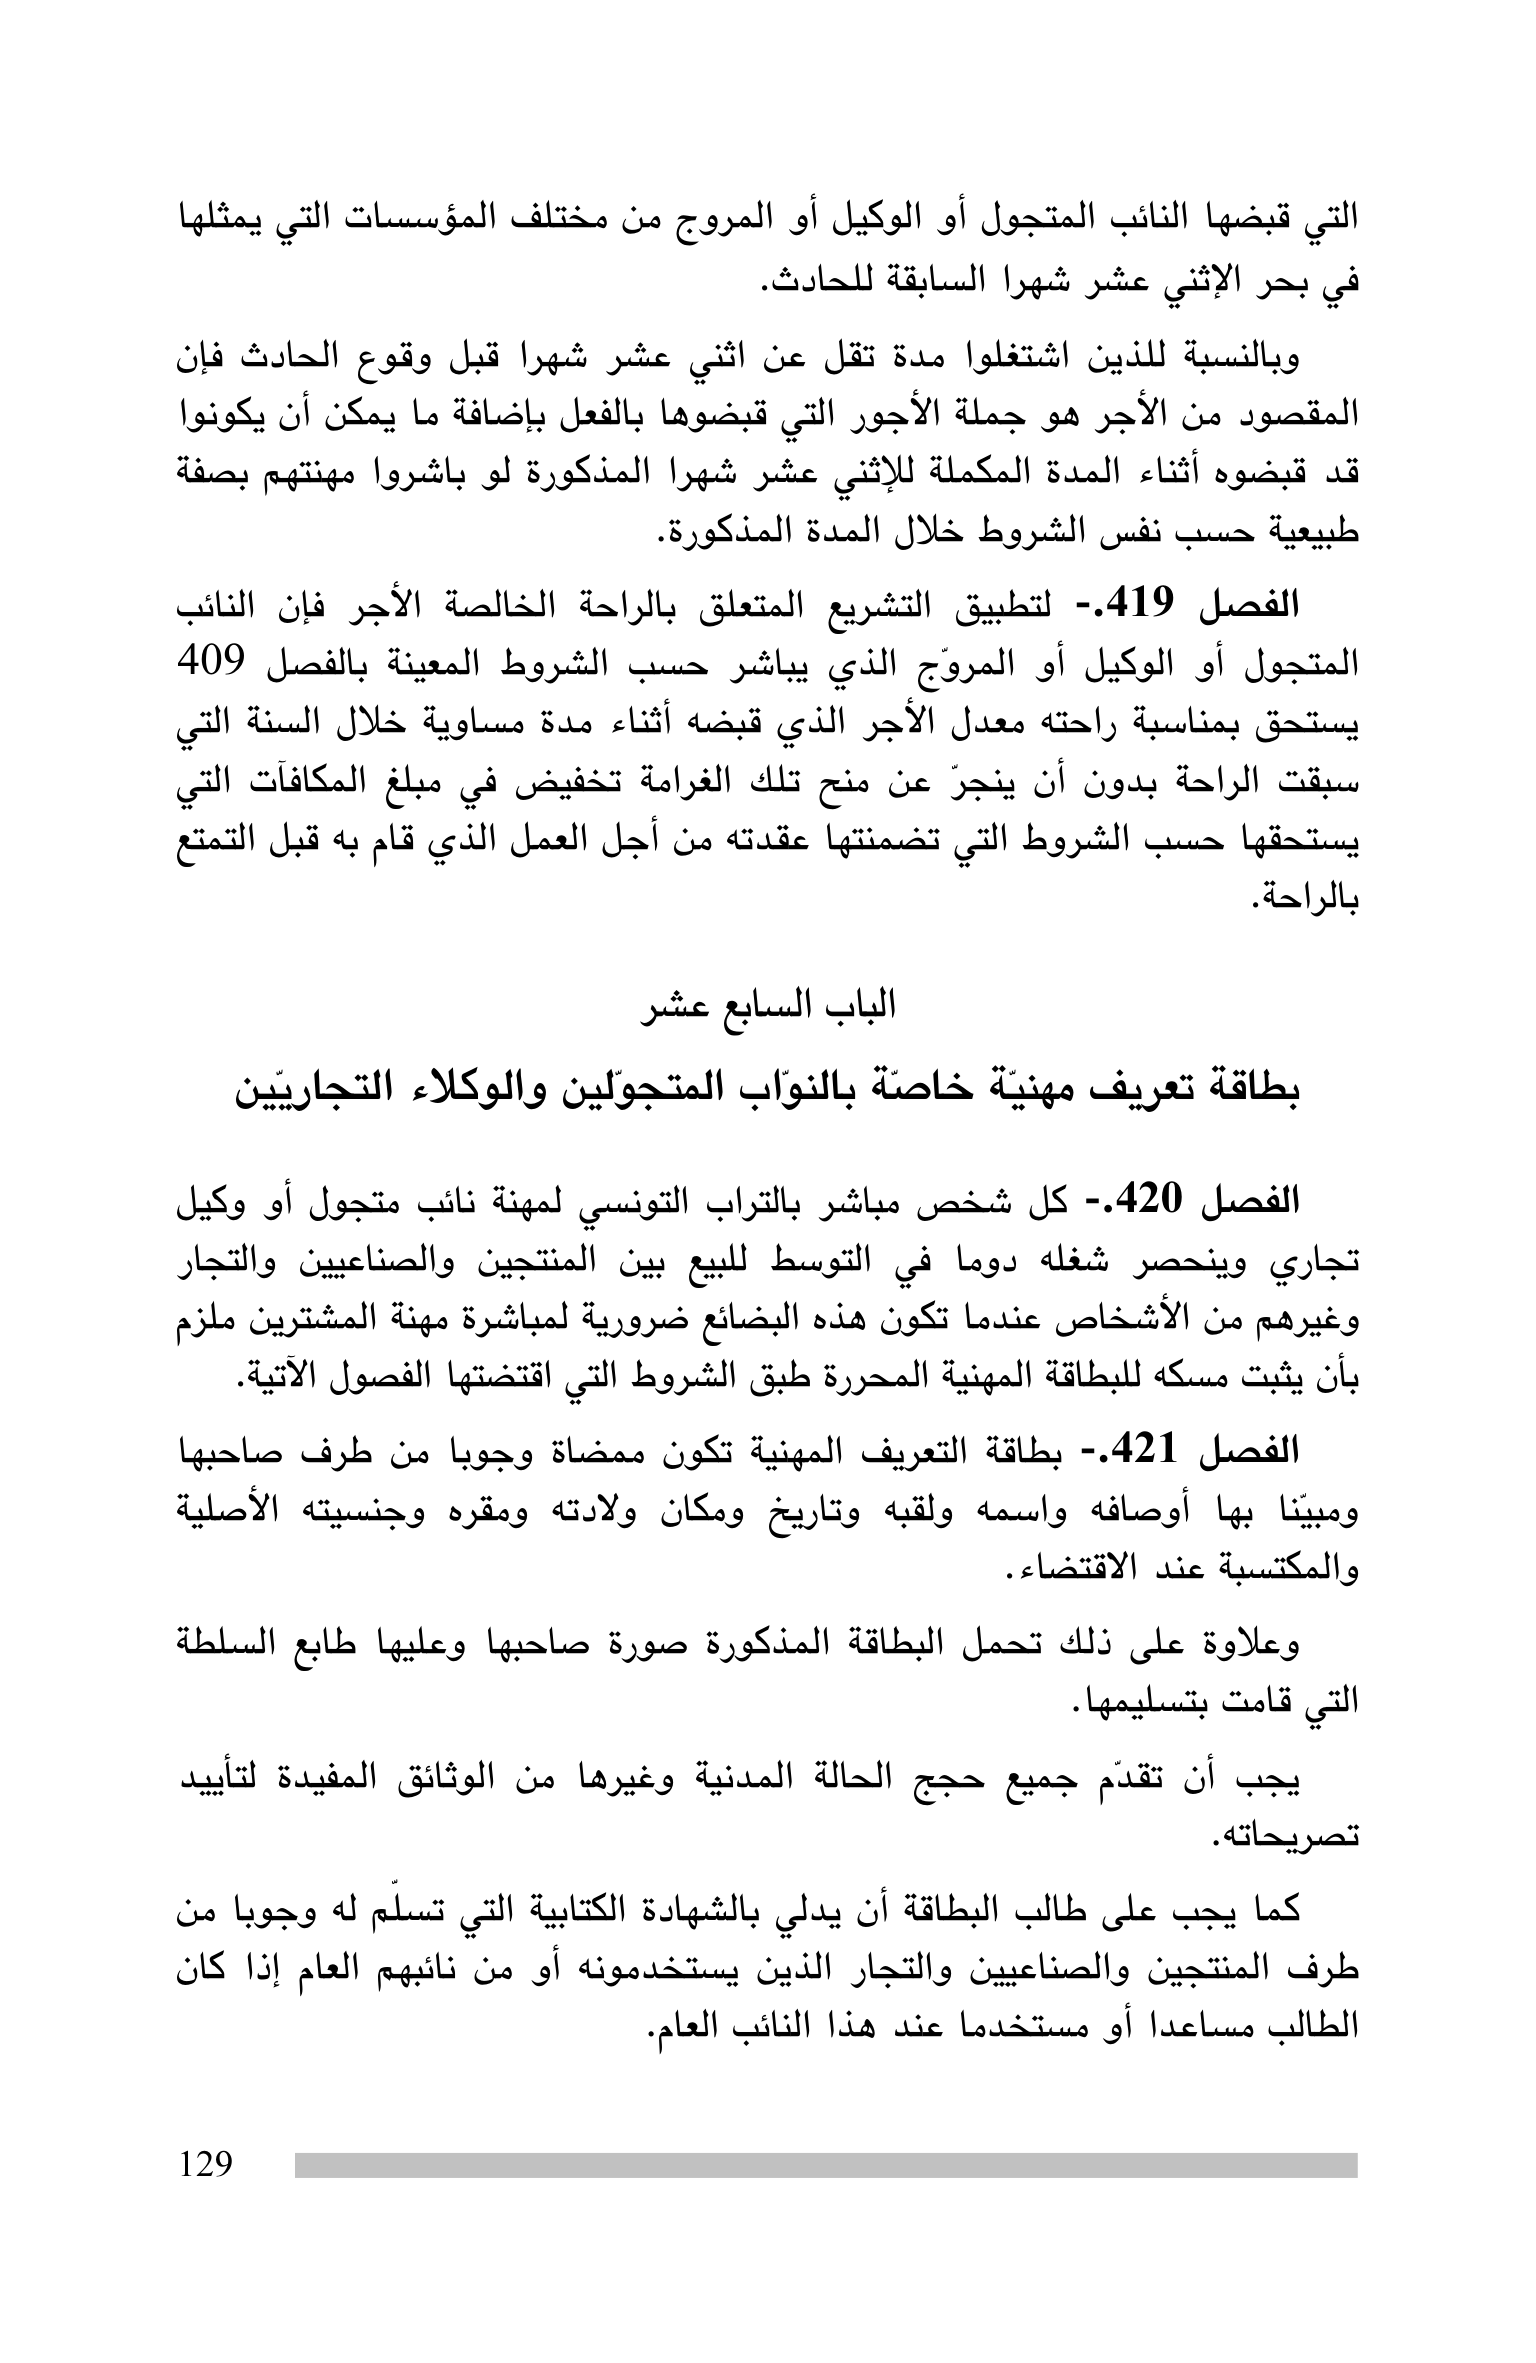 التي قبضها النائب المتجول أو الوكيل أو المروج من مختلف المؤسسات التي يمثلها
في بحر الإثني عشر شهرا السابقة للحادث.
وبالنسبة للذين اشتغلوا مدة تقل عن اثني عشر شهرا قبل وقوع الحادث فإن
المقصود من الأجر هو جملة الأجور التي قبضوها بالفعل بإضافة ما يمكن أن يكونوا
قد قبضوه أثناء المدة المكملة للإثني عشر شهرا المذكورة لو باشروا مهنتهم بصفة
طبيعية حسب نفس الشروط خلال المدة المذكورة.
الفصل 419.- لتطبيق التشريع المتعلق بالراحة الخالصة الأجر فإن النائب
المتجول أو الوكيل أو المروّج الذي يباشر حسب الشروط المعينة بالفصل 409
يستحق بمناسبة راحته معدل الأجر الذي قبضه أثناء مدة مساوية خلال السنة التي
سبقت الراحة بدون أن ينجرّ عن منح تلك الغرامة تخفيض في مبلغ المكافآت التي
يستحقها حسب الشروط التي تضمنتها عقدته من أجل العمل الذي قام به قبل التمتع
بالراحة.
الباب السابع عشر
بطاقة تعريف مهنيّة خاصّة بالنوّاب المتجوّلين والوكلاء التجاريّين
الفصل 420.- كل شخص مباشر بالتراب التونسي لمهنة نائب متجول أو وكيل
تجاري وينحصر شغله دوما في التوسط للبيع بين المنتجين والصناعيين والتجار
وغيرهم من الأشخاص عندما تكون هذه البضائع ضرورية لمباشرة مهنة المشترين ملزم
بأن يثبت مسكه للبطاقة المهنية المحررة طبق الشروط التي اقتضتها الفصول الآتية.
الفصل 421.- بطاقة التعريف المهنية تكون ممضاة وجوبا من طرف صاحبها
ومبيّنا بها أوصافه واسمه ولقبه وتاريخ ومكان ولادته ومقره وجنسيته الأصلية
والمكتسبة عند الاقتضاء.
وعلاوة على ذلك تحمل البطاقة المذكورة صورة صاحبها وعليها طابع السلطة
التي قامت بتسليمها.
يجب أن تقدّم جميع حجج الحالة المدنية وغيرها من الوثائق المفيدة لتأييد
تصريحاته.
كما يجب على طالب البطاقة أن يدلي بالشهادة الكتابية التي تسلّم له وجوبا من
طرف المنتجين والصناعيين والتجار الذين يستخدمونه أو من نائبهم العام إذا كان
الطالب مساعدا أو مستخدما عند هذا النائب العام.
129